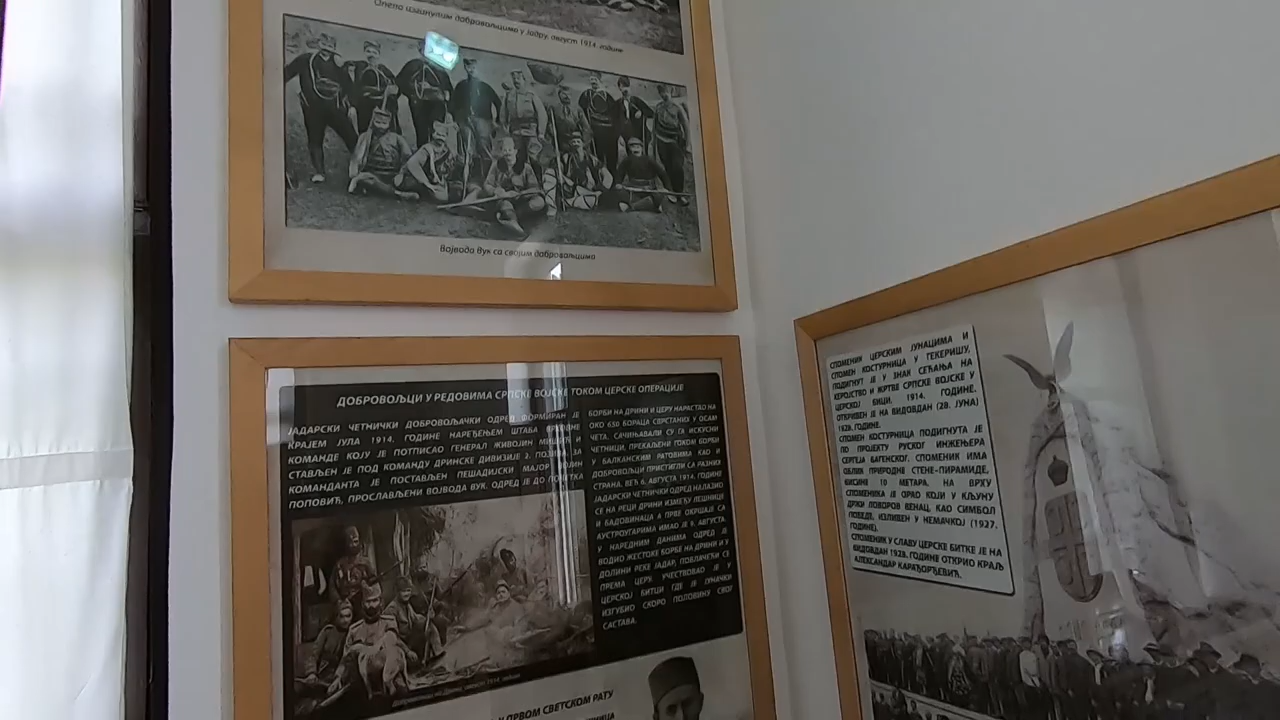 Опело изгинулим добровољцима у Јадру, август 1914. године
Војвода Вук са својим добровољцима
ДОБРОВОЉЦИ У РЕДОВИМА СРПСКЕ ВОЈСКЕ ТОКОМ ЦЕРСКЕ ОПЕРАЦИЈЕ
ЈАДАРСКИ ЧЕТНИЧКИ ДОБРОВОЉАЧКИ ОДРЕД ФОРМИРАН ЈЕ
КРАЈЕМ ЈУЛА 1914. ГОДИНЕ НАРЕЂЕЊЕМ ШТАБА
КОМАНДЕ КОЈУ ЈЕ ПОТПИСАО ГЕНЕРАЛ ЖИВОЈИН МИШИЋ И
СТАВЉЕН ЈЕ ПОД КОМАНДУ ДРИНСКЕ ДИВИЗИЈЕ 2. ПОЗИВА. ЗА
КОМАНДАНТА ЈЕ ПОСТАВЉЕН ПЕШАДИЈСКИ МАЈОР ВОЈИН
ПОПОВИЋ, ПРОСЛАВЉЕНИ ВОЈВОДА ВУК. ОДРЕД ЈЕ ДО ПОЧЕТКА
БОРБИ НА ДРИНИ И ЦЕРУ НАРАСТАО НА
ОКО 650 БОРАЦА СВРСТАНИХ У ОСАМ
ЧЕТА. САЧИЊАВАЛИ СУ ГА ИСКУСНИ
ЧЕТНИЦИ, ПРЕКАЉЕНИ ТОКОМ БОРБИ
У БАЛКАНСКИМ РАТОВИМА КАО И
ДОБРОВОЉЦИ ПРИСТИГЛИ СА РАЗНИХ
СТРАНА. ВЕЋ 6. АВГУСТА 1914. ГОДИНЕ
ЈАДАРСКИ ЧЕТНИЧКИ ОДРЕД НАЛАЗИО
СЕ НА РЕЦИ ДРИНИ ИЗМЕЂУ ЛЕШНИЦЕ
И БАДОВИНАЦА А ПРВЕ ОКРШАЈЕ СА
АУСТРОУГАРИМА ИМАО ЈЕ 9. АВГУСТА.
У НАРЕДНИМ ДАНИМА ОДРЕД ЈЕ
ВОДИО ЖЕСТОКЕ БОРБЕ НА ДРИНИ И У
ДОЛИНИ РЕКЕ ЈАДАР, ПОВЛАЧЕЋИ СЕ
ПРЕМА ЦЕРУ. УЧЕСТВОВАО ЈЕ У
ЦЕРСКОЈ БИТЦИ ГДЕ ЈЕ ЈУНАЧКИ
ИЗГУБИО СКОРО ПОЛОВИНУ СВОГ
САСТАВА.
У ПРВОМ СВЕТСКОМ РАТУ
СПОМЕНИК ЦЕРСКИМ ЈУНАЦИМА И
СПОМЕН КОСТУРНИЦА У ТЕКЕРИШУ,
ПОДИГНУТ ЈЕ У ЗНАК СЕЋАЊА НА
ХЕРОЈСТВО И ЖРТВЕ СРПСКЕ ВОЈСКЕ У
ЦЕРСКОЈ БИЦИ, 1914. ГОДИНЕ.
ОТКРИВЕН ЈЕ НА ВИДОВДАН (28. ЈУНА)
1928. ГОДИНЕ.
СПОМЕН КОСТУРНИЦА ПОДИГНУТА ЈЕ
ПО ПРОЈЕКТУ РУСКОГ ИНЖЕЊЕРА
СЕРГЕЈА БАГЕНСКОГ. СПОМЕНИК ИМА
ОБЛИК ПРИРОДНЕ СТЕНЕ-ПИРАМИДЕ,
ВИСИНЕ 10 МЕТАРА. НА ВРХУ
СПОМЕНИКА ЈЕ ОРАО КОЈИ У КЉУНУ
ДРЖИ ЛОВОРОВ ВЕНАЦ, КАО СИМБОЛ
ПОБЕДЕ, ИЗЛИВЕН У НЕМАЧКОЈ (1927.
ГОДИНЕ).
СПОМЕНИК У СЛАВУ ЦЕРСКЕ БИТКЕ ЈЕ НА
ВИДОВДАН 1928. ГОДИНЕ ОТКРИО КРАЉ
АЛЕКСАНДАР КАРАЂОРЂЕВИЋ.